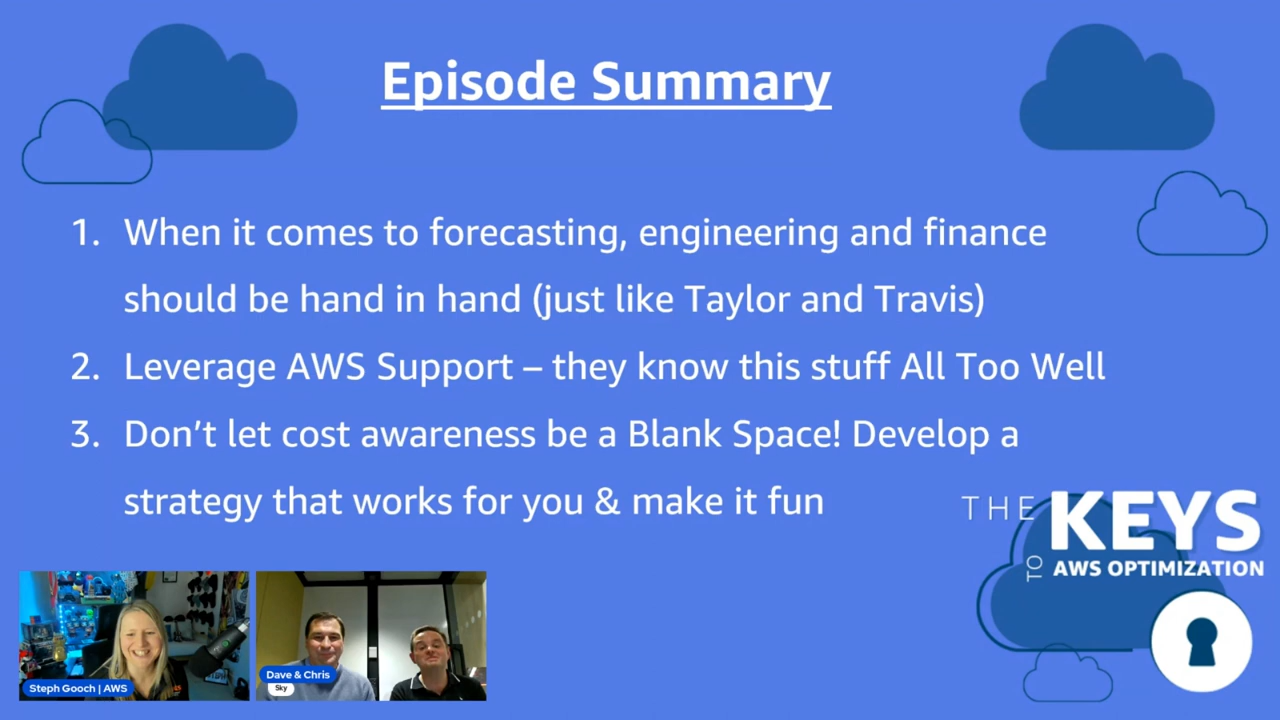 Episode Summary
1. When it comes to forecasting, engineering and finance
should be hand in hand (just like Taylor and Travis)
2. Leverage AWS Support – they know this stuff All Too Well
3. Don’t let cost awareness be a Blank Space! Develop a
strategy that works for you & make it fun
THE KEYS
TO AWS OPTIMIZATION
Steph Gooch | AWS
Dave & Chris
Sky